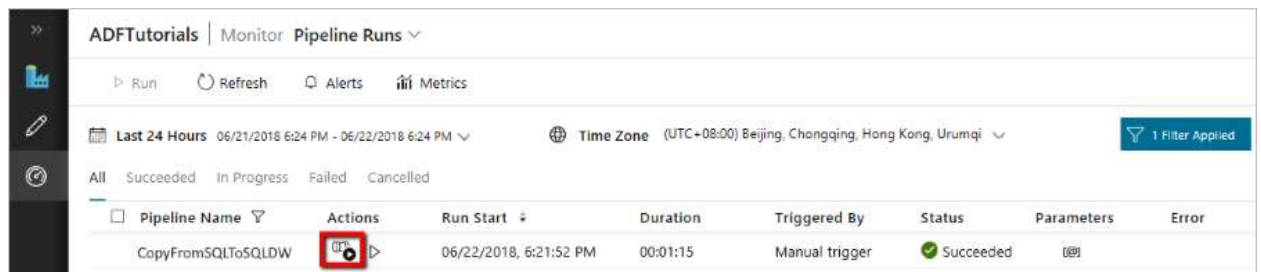 ADFTutorials | Monitor Pipeline Runs
Run Refresh Alerts Metrics
Last 24 Hours 06/21/2018 6:24 PM - 06/22/2018 6:24 PM Time Zone (UTC+08:00) Beijing, Chongqing, Hong Kong, Urumqi 1 Filter Applied
All Succeeded In Progress Failed Cancelled
Pipeline Name Actions Run Start Duration Triggered By Status Parameters Error
CopyFromSQLToSQLDW 06/22/2018, 6:21:52 PM 00:01:15 Manual trigger Succeeded [@]